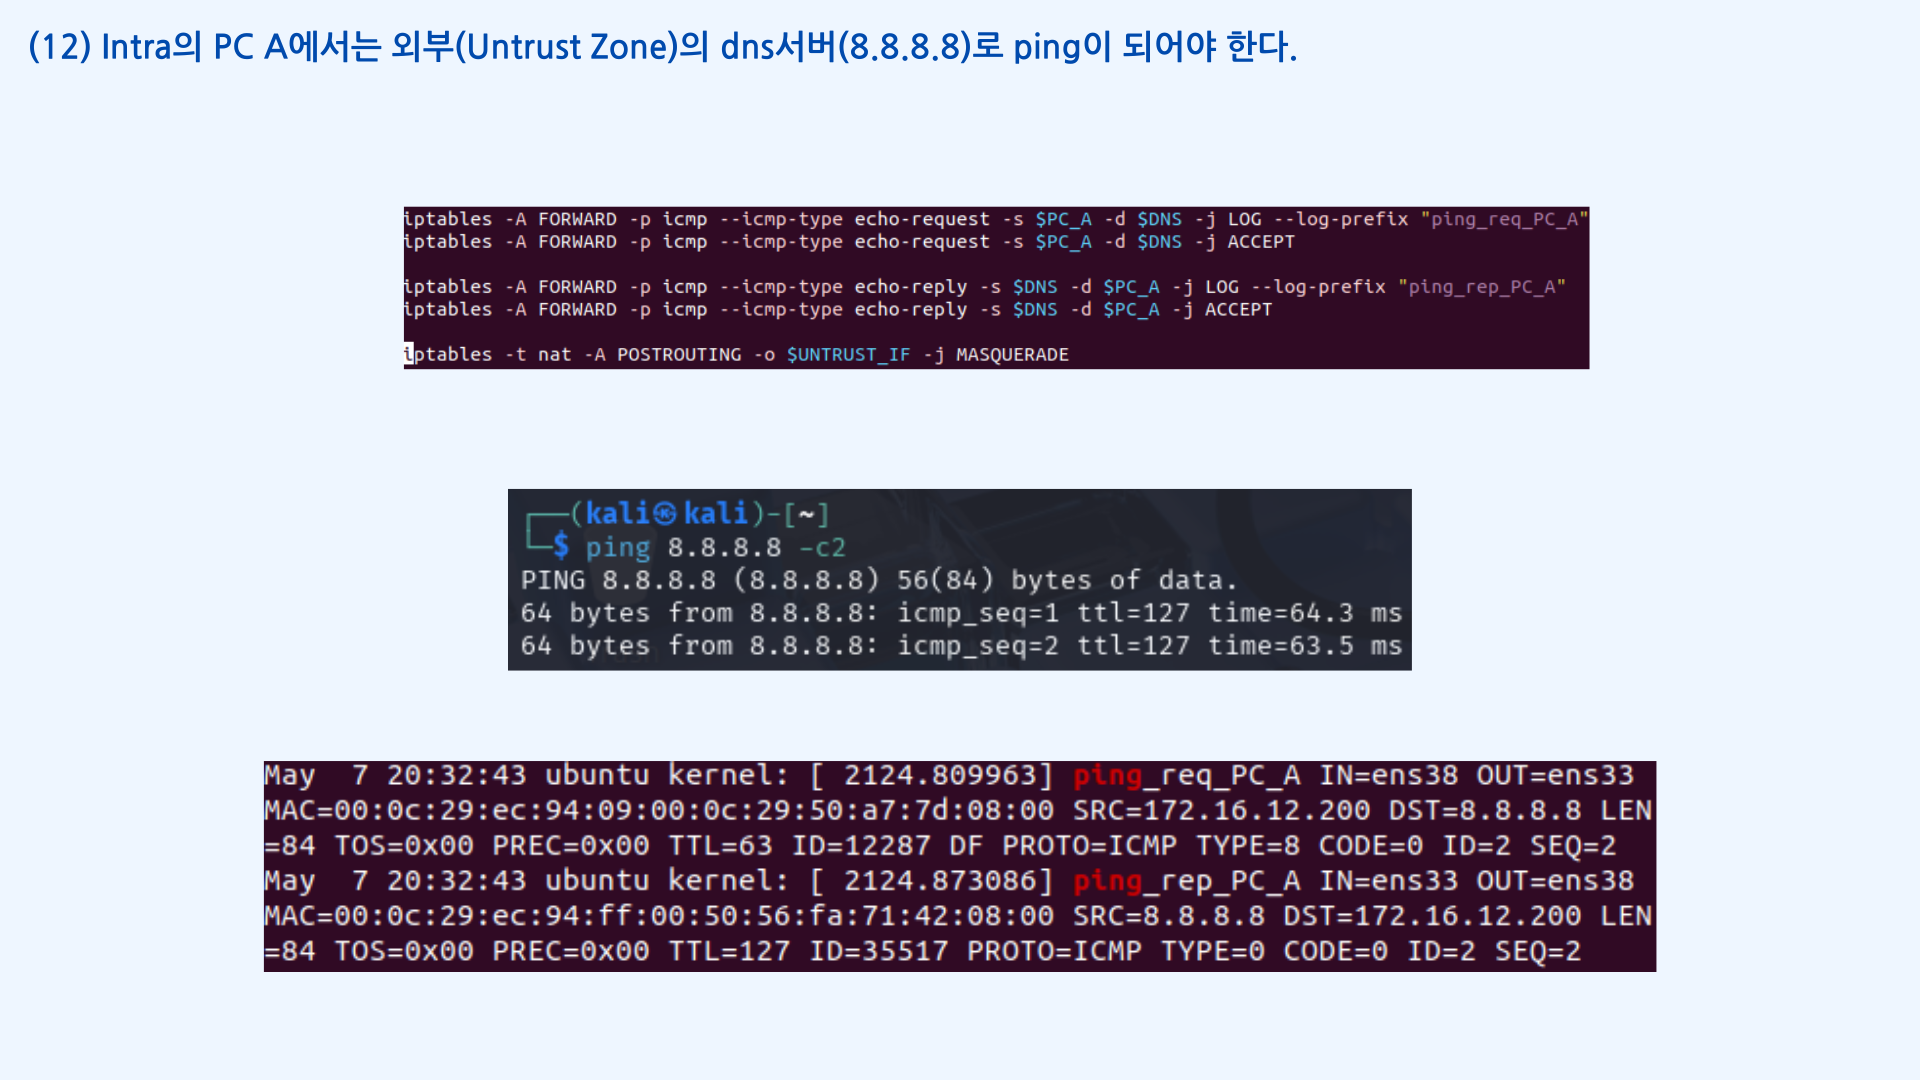 (12) Intra의 PC A에서는 외부(Untrust Zone)의 dns서버(8.8.8.8)로 ping이 되어야 한다.
iptables -A FORWARD -p icmp --icmp-type echo-request -s $PC_A -d $DNS -j LOG --log-prefix "ping_req_PC_A"
iptables -A FORWARD -p icmp --icmp-type echo-request -s $PC_A -d $DNS -j ACCEPT
iptables -A FORWARD -p icmp --icmp-type echo-reply -s $DNS -d $PC_A -j LOG --log-prefix "ping_rep_PC_A"
iptables -A FORWARD -p icmp --icmp-type echo-reply -s $DNS -d $PC_A -j ACCEPT
iptables -t nat -A POSTROUTING -o $UNTRUST_IF -j MASQUERADE
┌──(kali㉿kali)-[~]
└─$ ping 8.8.8.8 -c2
PING 8.8.8.8 (8.8.8.8) 56(84) bytes of data.
64 bytes from 8.8.8.8: icmp_seq=1 ttl=127 time=64.3 ms
64 bytes from 8.8.8.8: icmp_seq=2 ttl=127 time=63.5 ms
May  7 20:32:43 ubuntu kernel: [ 2124.809963] ping_req_PC_A IN=ens38 OUT=ens33
MAC=00:0c:29:ec:94:09:00:0c:29:50:a7:7d:08:00 SRC=172.16.12.200 DST=8.8.8.8 LEN
=84 TOS=0x00 PREC=0x00 TTL=63 ID=12287 DF PROTO=ICMP TYPE=8 CODE=0 ID=2 SEQ=2
May  7 20:32:43 ubuntu kernel: [ 2124.873086] ping_rep_PC_A IN=ens33 OUT=ens38
MAC=00:0c:29:ec:94:ff:00:50:56:fa:71:42:08:00 SRC=8.8.8.8 DST=172.16.12.200 LEN
=84 TOS=0x00 PREC=0x00 TTL=127 ID=35517 PROTO=ICMP TYPE=0 CODE=0 ID=2 SEQ=2